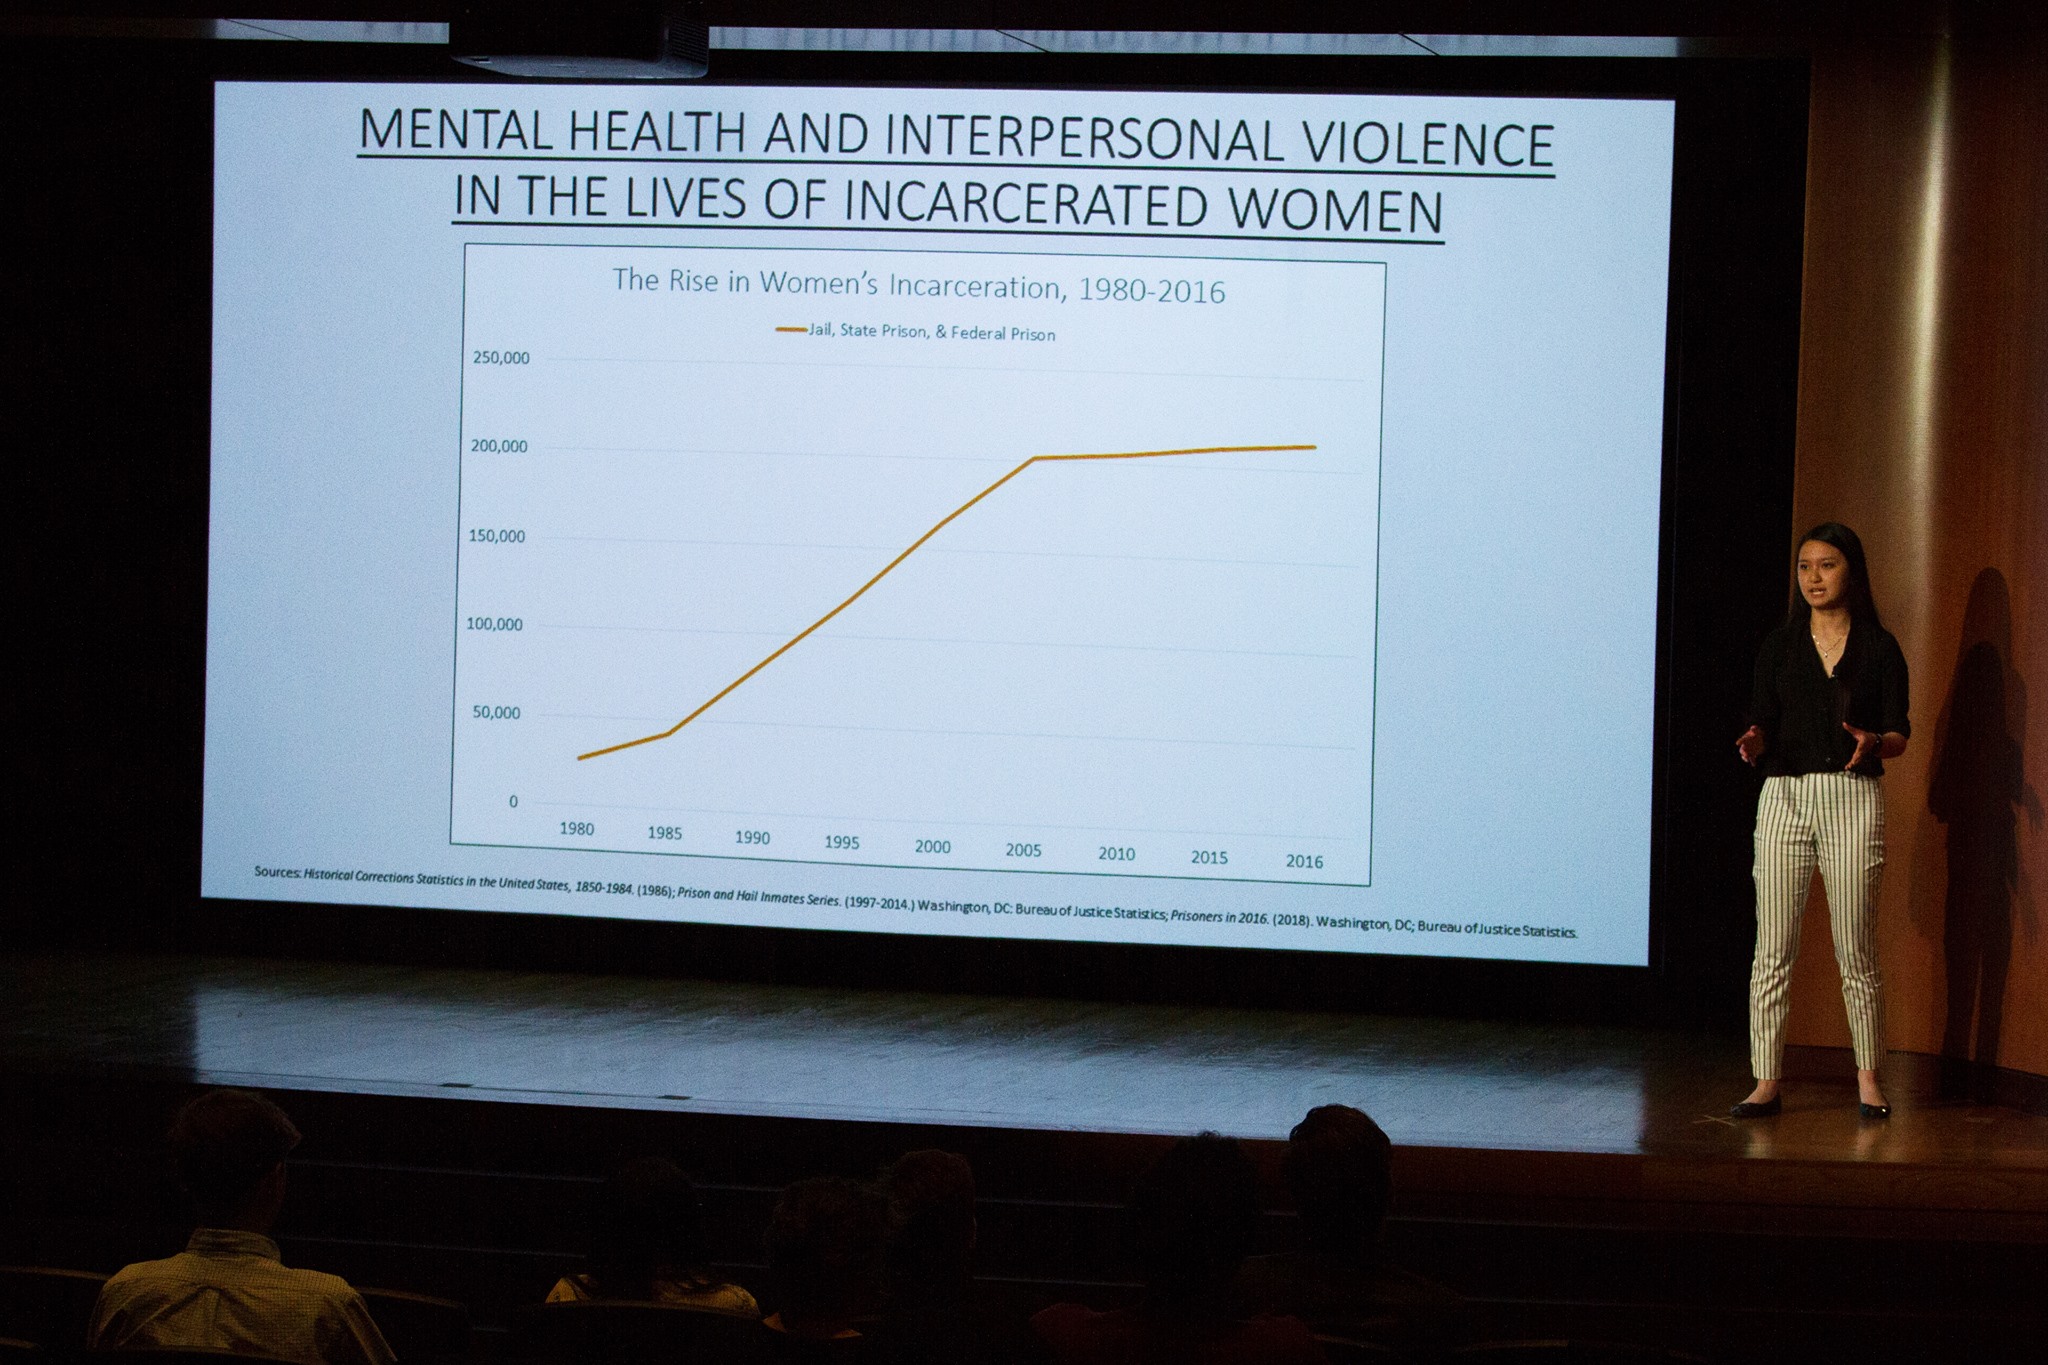 MENTAL HEALTH AND INTERPERSONAL VIOLENCE
IN THE LIVES OF INCARCERATED WOMEN
The Rise in Women's Incarceration, 1980-2016
Jail, State Prison, & Federal Prison
250,000
200,000
150,000
100,000
50,000
0
1980 1985 1990 1995 2000 2005 2010 2015 2016
Sources: Historical Corrections Statistics in the United States, 1850-1984. (1986); Prison and Hail Inmates Series. (1997-2014.) Washington, DC: Bureau of Justice Statistics; Prisoners in 2016. (2018). Washington, DC; Bureau of Justice Statistics.